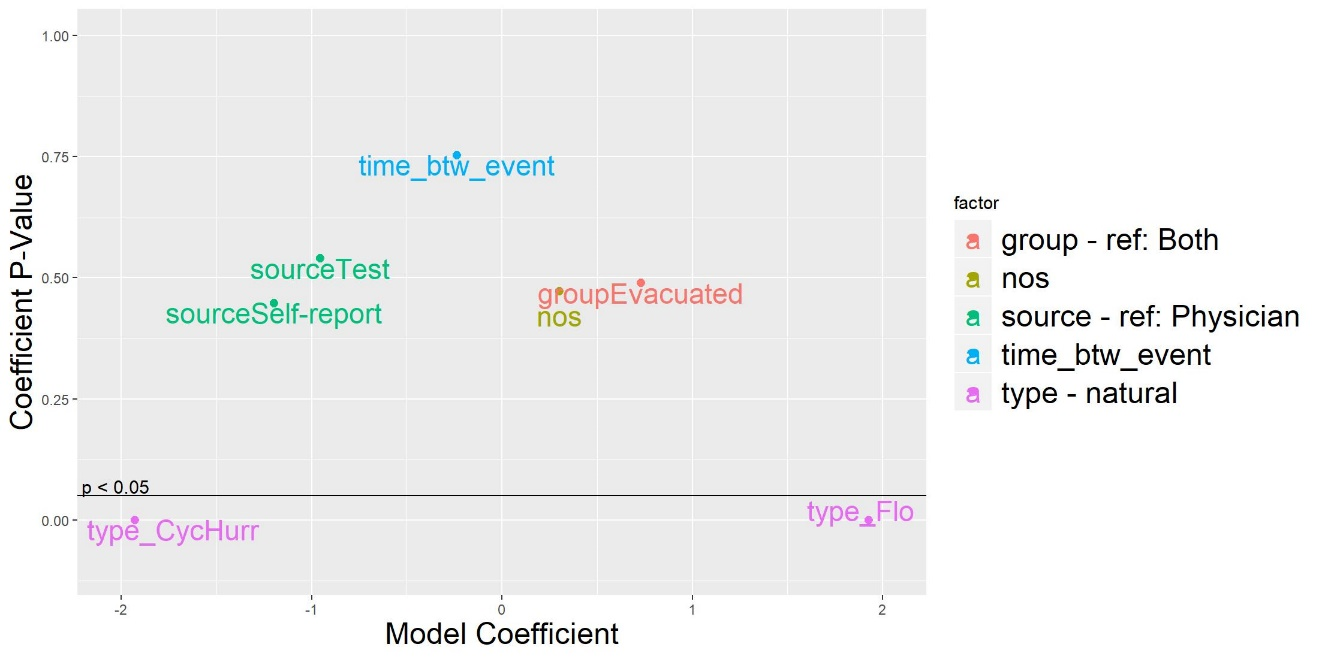 1.00
0.75
0.50
0.25
0.00
Coefficient P-Value
time_btw_event
sourceTest
sourceSelf-report
groupEvacuated
nos
p < 0.05
type_CycHurr
type_Flo
-2
-1
0
1
2
Model Coefficient
factor
a group - ref: Both
a nos
a source - ref: Physician
a time_btw_event
a type - natural